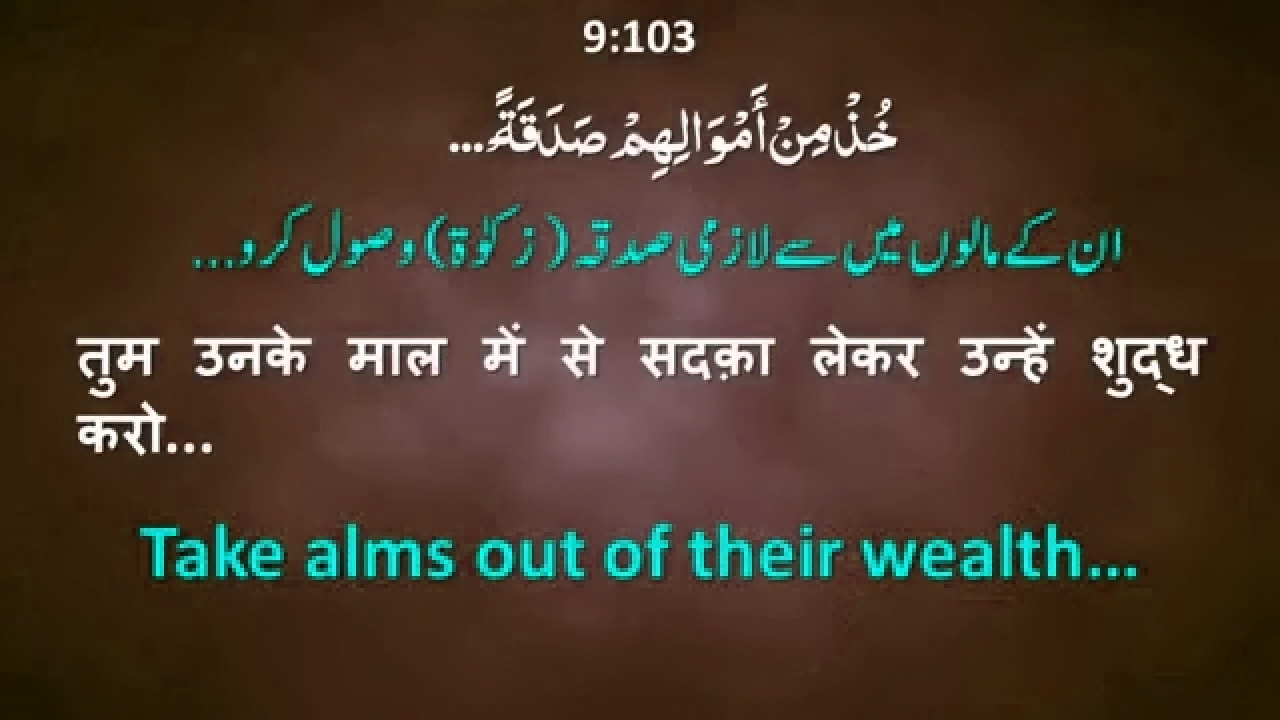 9:103
خُذْ مِنْ أَمْوَالِهِمْ صَدَقَةً...
ان کے مالوں میں سے لازمی صدقہ (زکوٰۃ) وصول کرو...
तुम उनके माल में से सदक़ा लेकर उन्हें शुद्ध
करो...
Take alms out of their wealth...